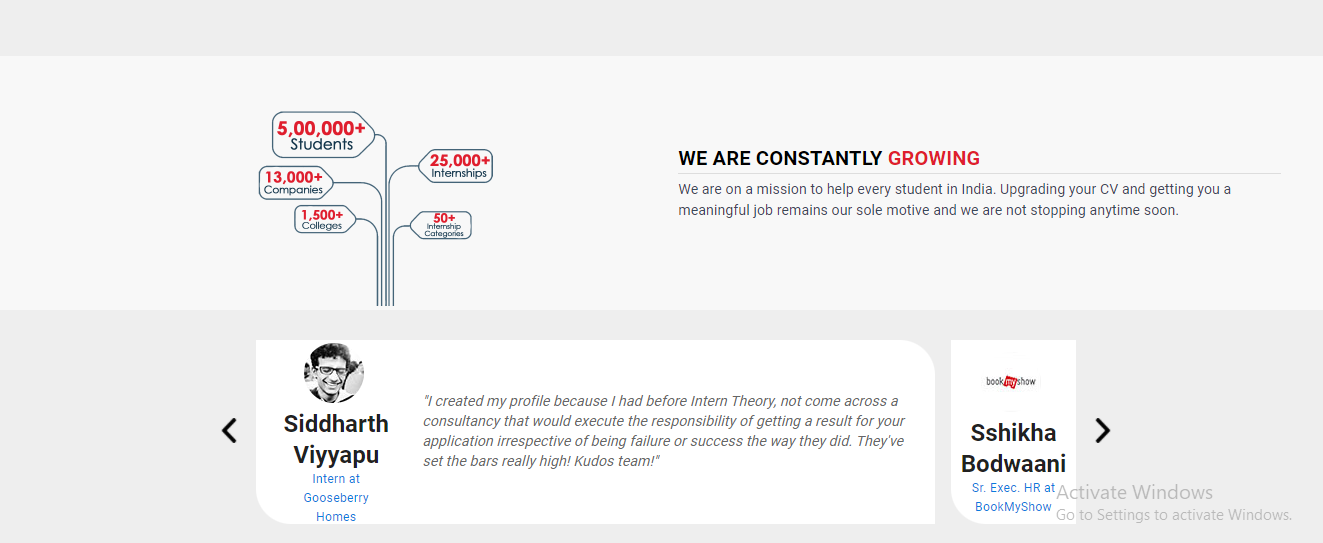 5,00,000+
Students
25,000+
Internships
13,000+
Companies
1,500+
Colleges
50+
Internship
Categories
WE ARE CONSTANTLY GROWING
We are on a mission to help every student in India. Upgrading your CV and getting you a
meaningful job remains our sole motive and we are not stopping anytime soon.
Siddharth
Viyyapu
Intern at
Gooseberry
Homes
"I created my profile because I had before Intern Theory, not come across a
consultancy that would execute the responsibility of getting a result for your
application irrespective of being failure or success the way they did. They've
set the bars really high! Kudos team!"
bookmyshow
Sshikha
Bodwaani
Sr. Exec. HR at
BookMyShow
Activate Windows
Go to Settings to activate Windows.